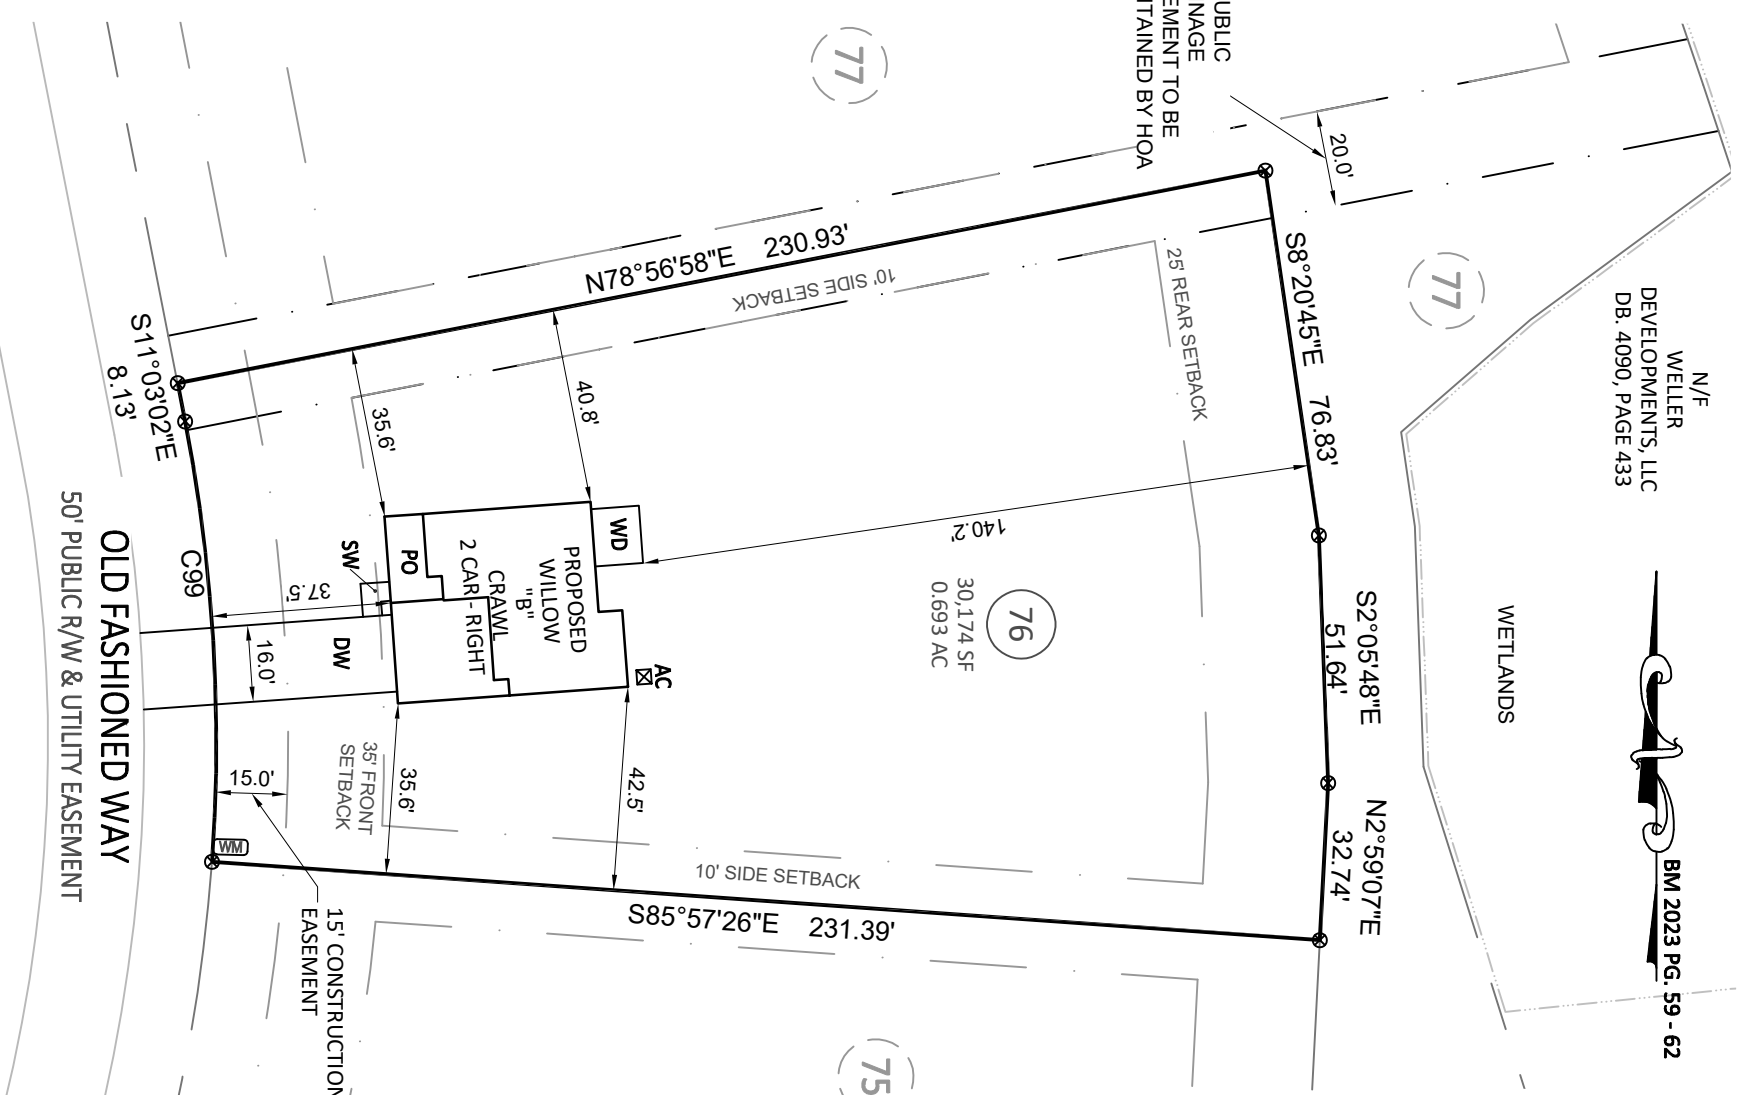 UBLIC
NAGE
EMENT TO BE
TAINED BY HOA
77
20.0'
77
N/F
WELLER
DEVELOPMENTS, LLC
DB. 4090, PAGE 433
WETLANDS
BM 2023 PG. 59 - 62
N78°56'58"E 230.93'
10' SIDE SETBACK
25' REAR SETBACK
S8°20'45"E 76.83'
S2°05'48"E
51.64'
N2°59'07"E
32.74'
S11°03'02"E
8.13'
35.6'
40.8'
140.2'
76
30,174 SF
0.693 AC
WD
PO
SW
PROPOSED
WILLOW
"B"
CRAWL
2 CAR - RIGHT
AC
DW
C99
37.5'
16.0'
15.0'
35' FRONT
SETBACK
35.6'
42.5'
WM
10' SIDE SETBACK
S85°57'26"E 231.39'
15' CONSTRUCTION
EASEMENT
OLD FASHIONED WAY
50' PUBLIC R/W & UTILITY EASEMENT
75